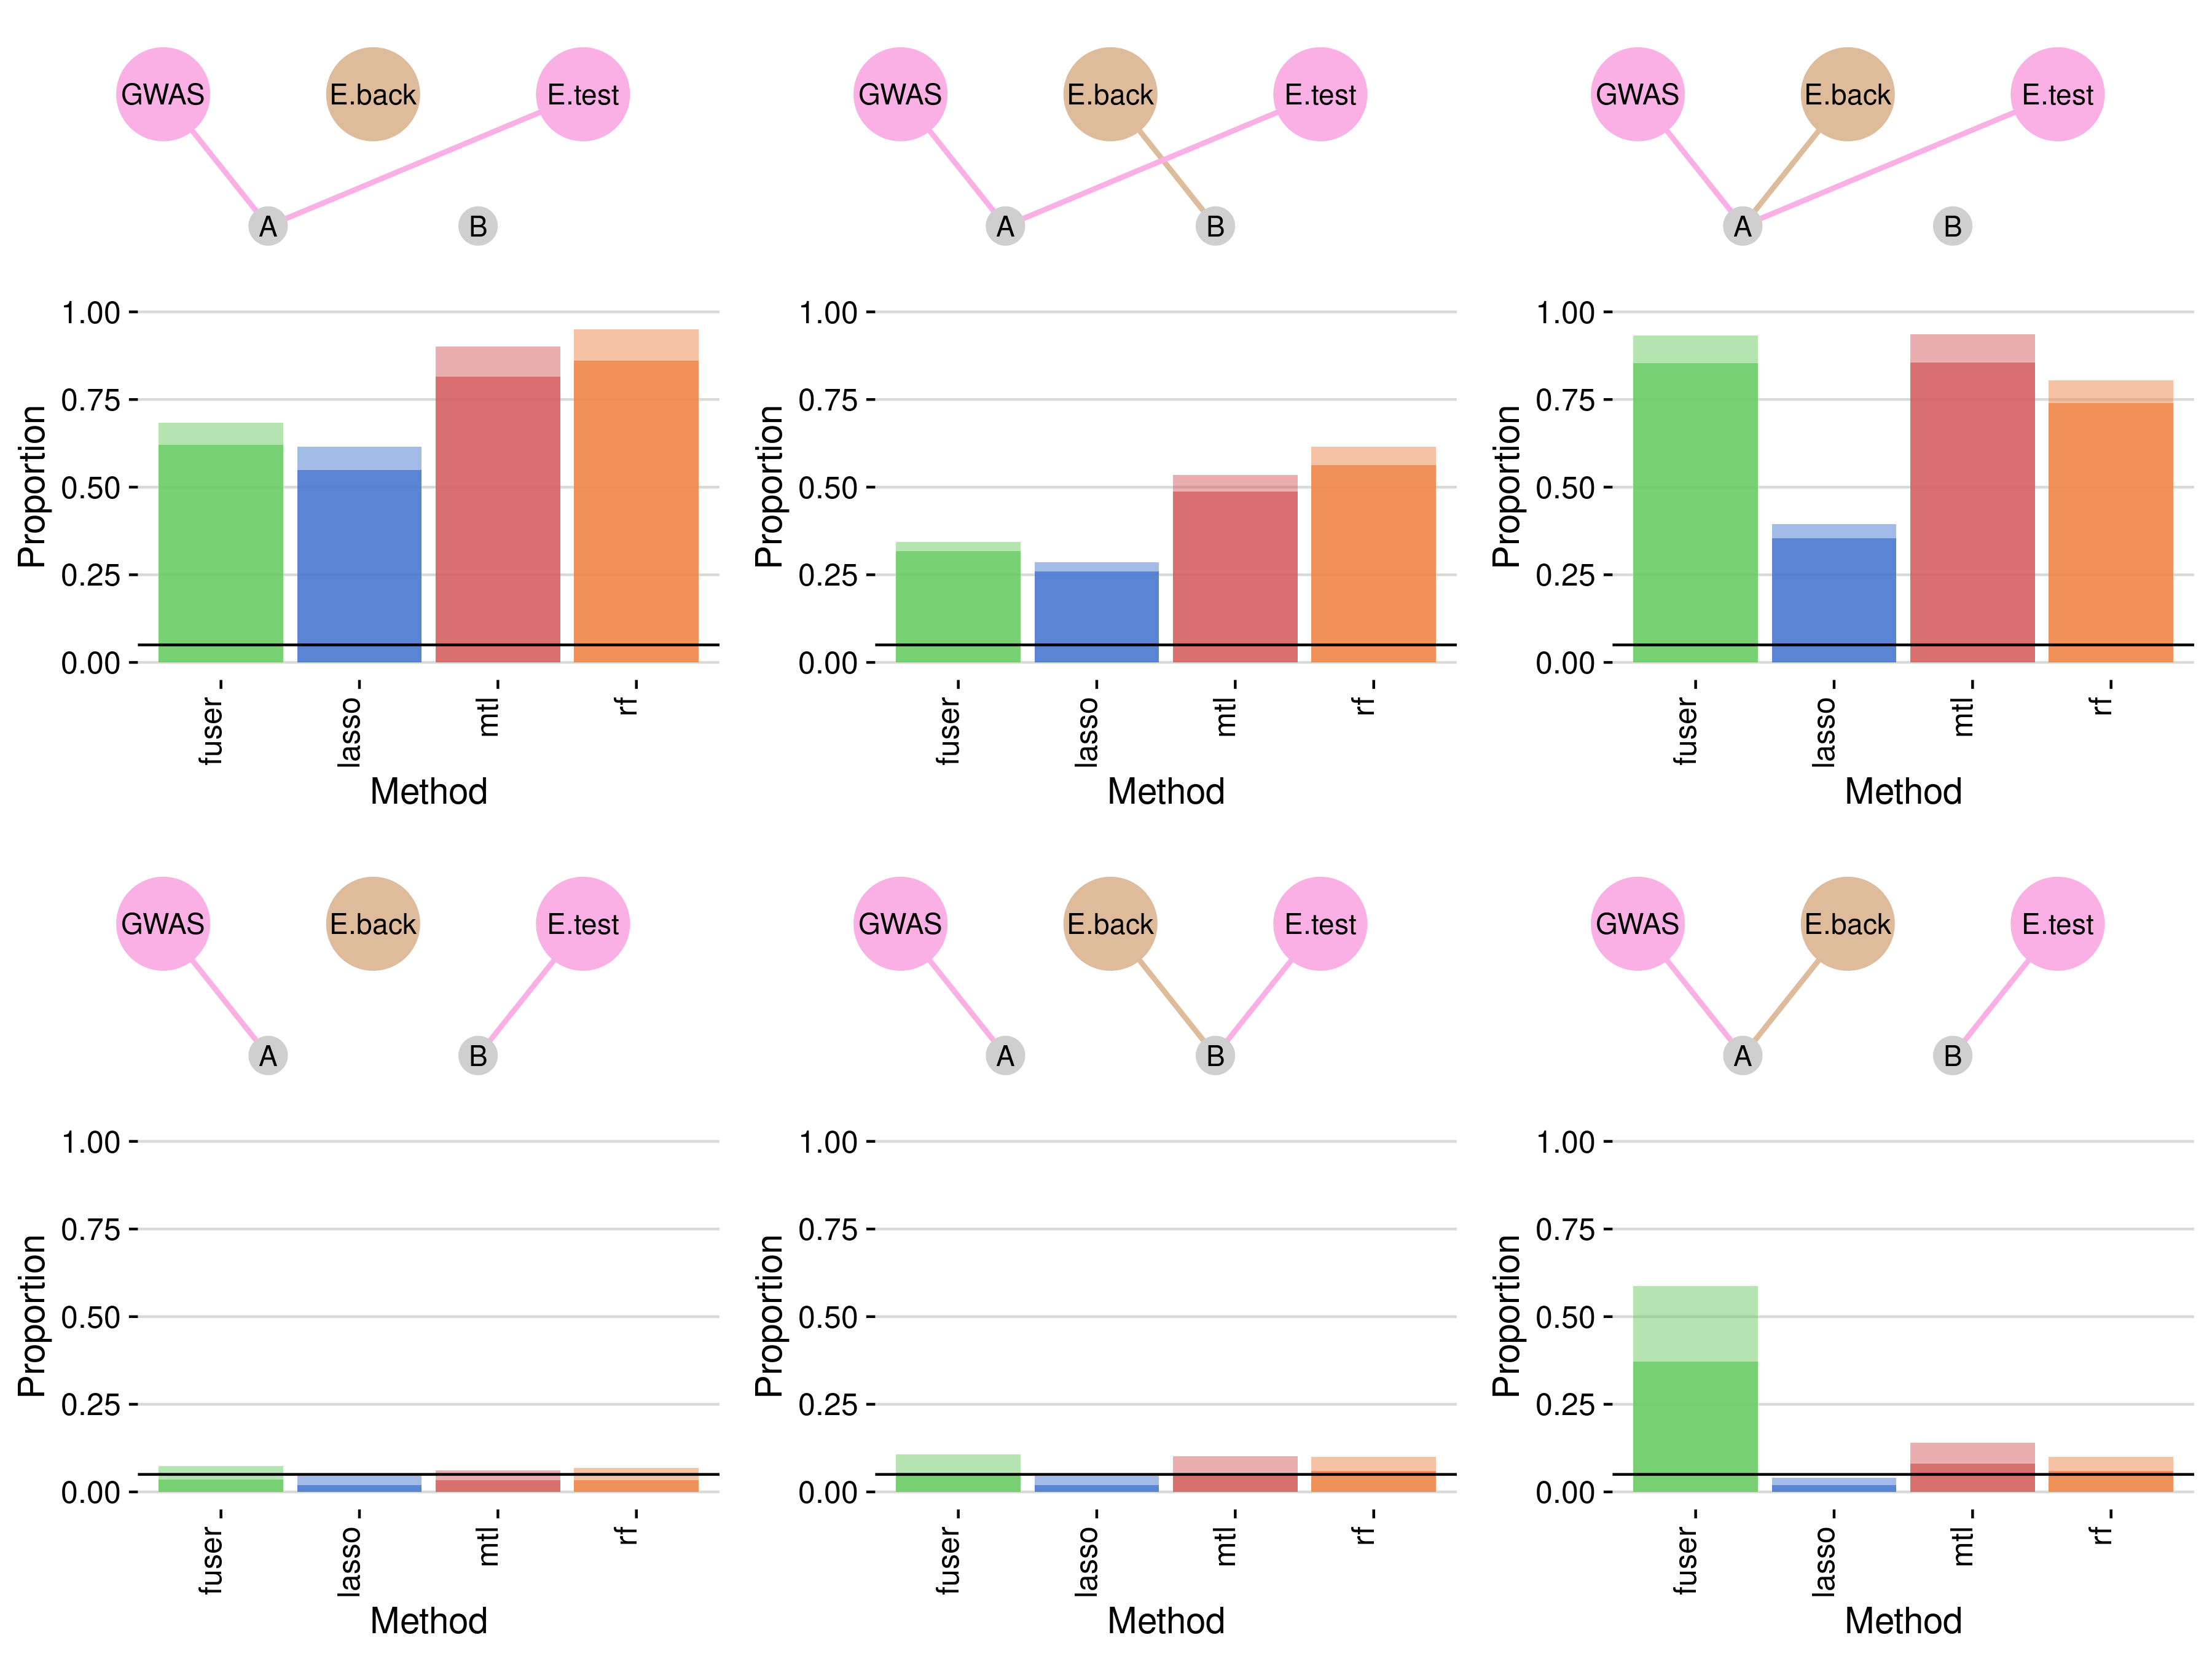 GWAS E.back E.test
A B
1.00
0.75
0.50
0.25
0.00
Proportion
fuser lasso mtl rf
Method
GWAS E.back E.test
A B
1.00
0.75
0.50
0.25
0.00
Proportion
fuser lasso mtl rf
Method
GWAS E.back E.test
A B
1.00
0.75
0.50
0.25
0.00
Proportion
fuser lasso mtl rf
Method
GWAS E.back E.test
A B
1.00
0.75
0.50
0.25
0.00
Proportion
fuser lasso mtl rf
Method
GWAS E.back E.test
A B
1.00
0.75
0.50
0.25
0.00
Proportion
fuser lasso mtl rf
Method
GWAS E.back E.test
A B
1.00
0.75
0.50
0.25
0.00
Proportion
fuser lasso mtl rf
Method